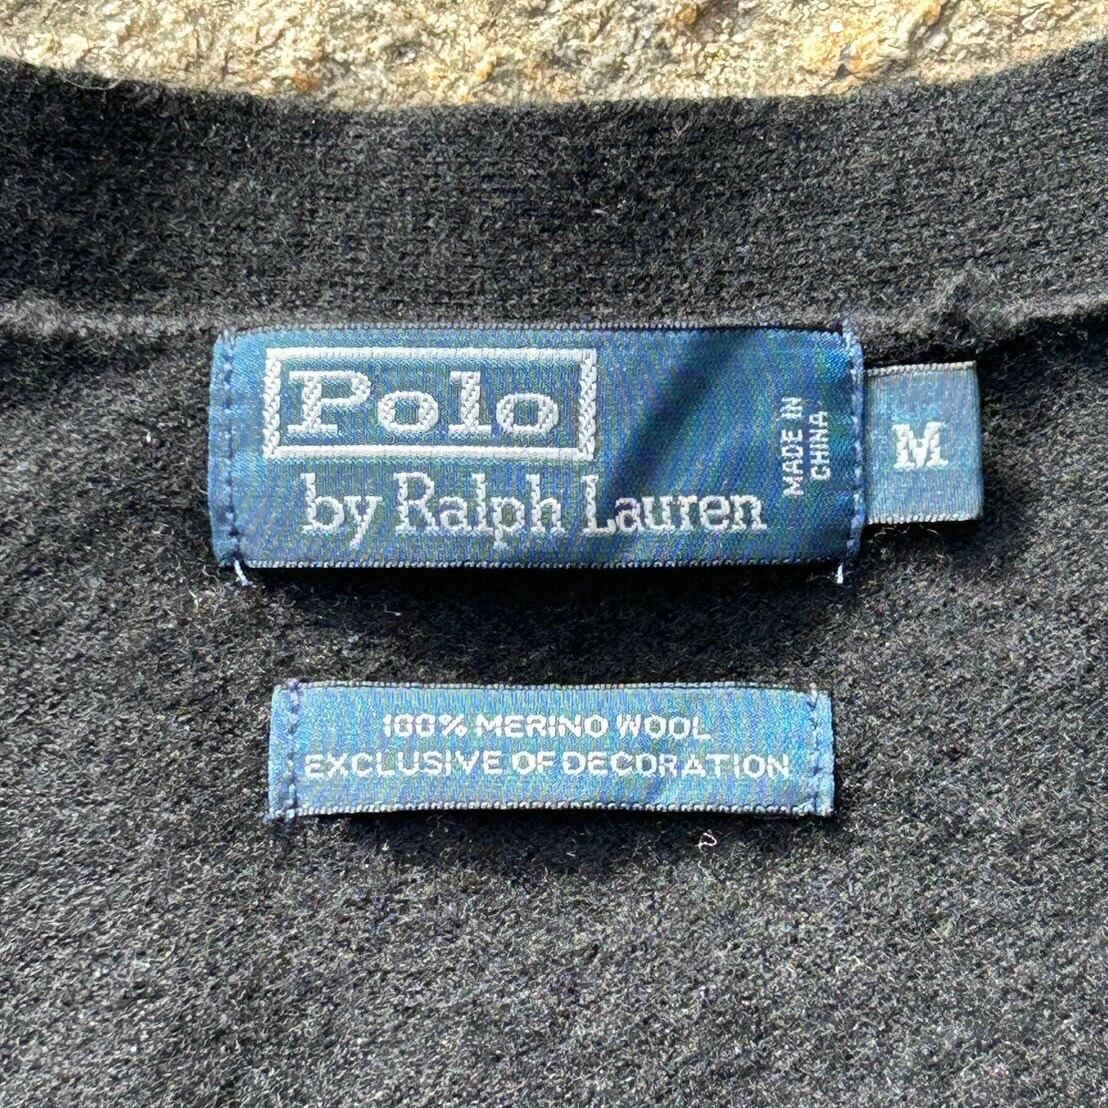 Polo
by Ralph Lauren
MADE IN
CHINA
M
100% MERINO WOOL
EXCLUSIVE OF DECORATION